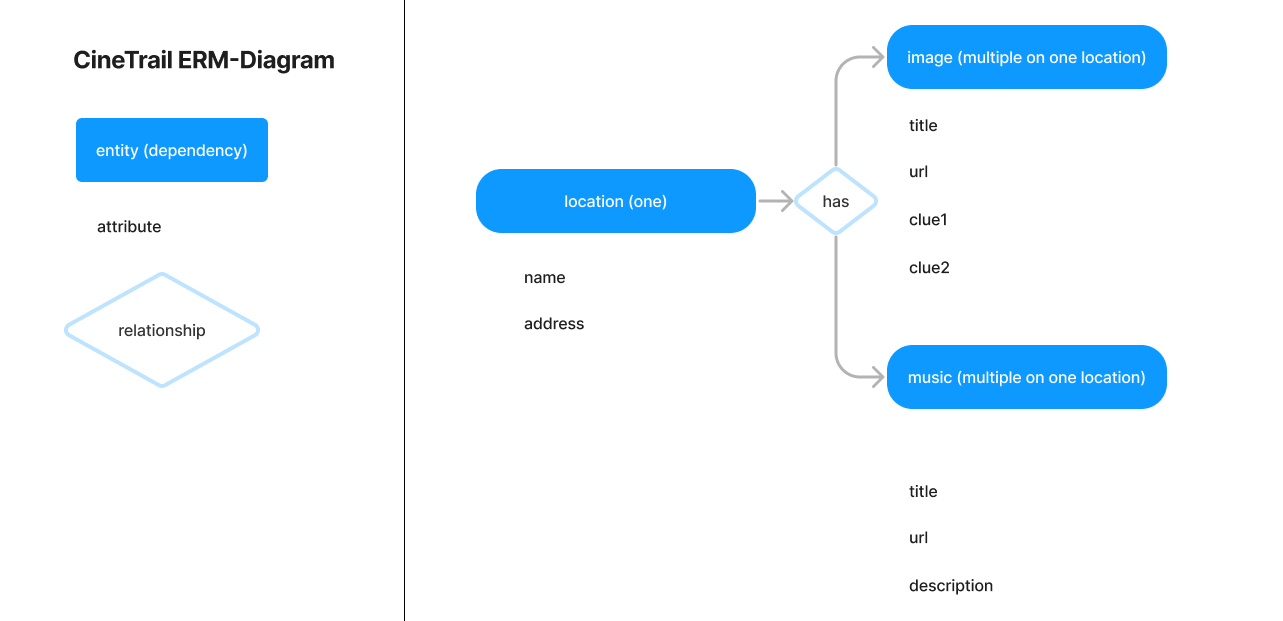 CineTrail ERM-Diagram
entity (dependency)
attribute
relationship
location (one)
name
address
has
image (multiple on one location)
title
url
clue1
clue2
music (multiple on one location)
title
url
description